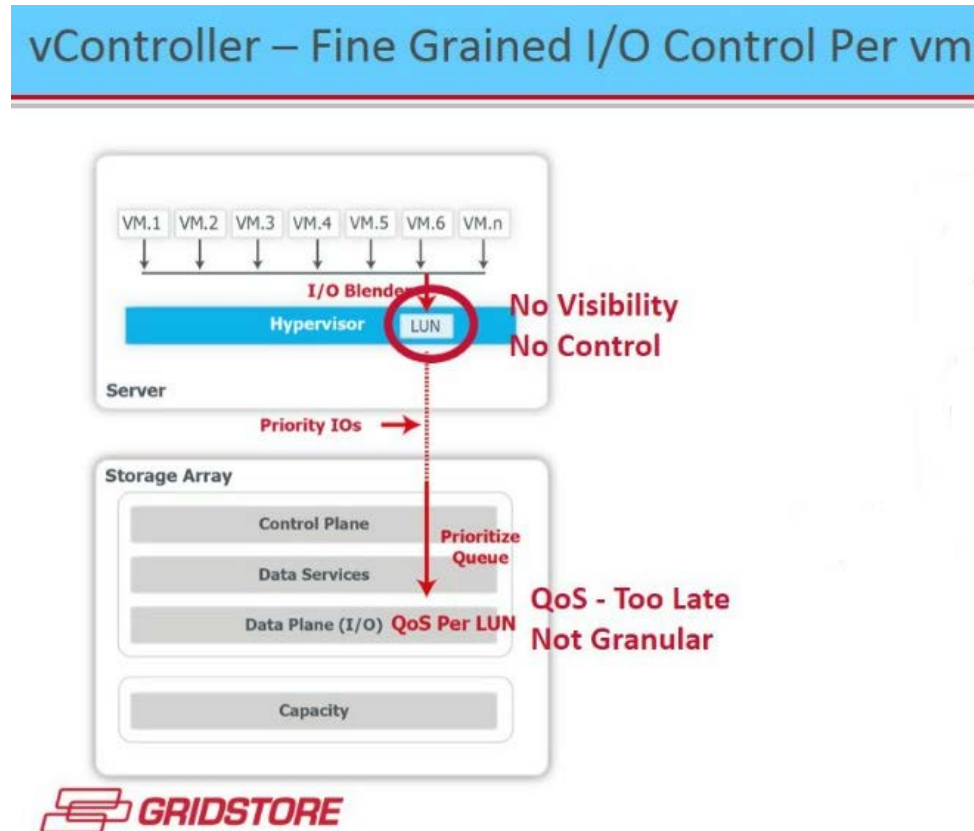 vController – Fine Grained I/O Control Per vm
VM.1 VM.2 VM.3 VM.4 VM.5 VM.6 VM.n
I/O Blender
Hypervisor
LUN
No Visibility
No Control
Server
Priority IOs
Storage Array
Control Plane
Prioritize
Queue
Data Services
Data Plane (I/O)
QoS Per LUN
QoS - Too Late
Not Granular
Capacity
GRIDSTORE